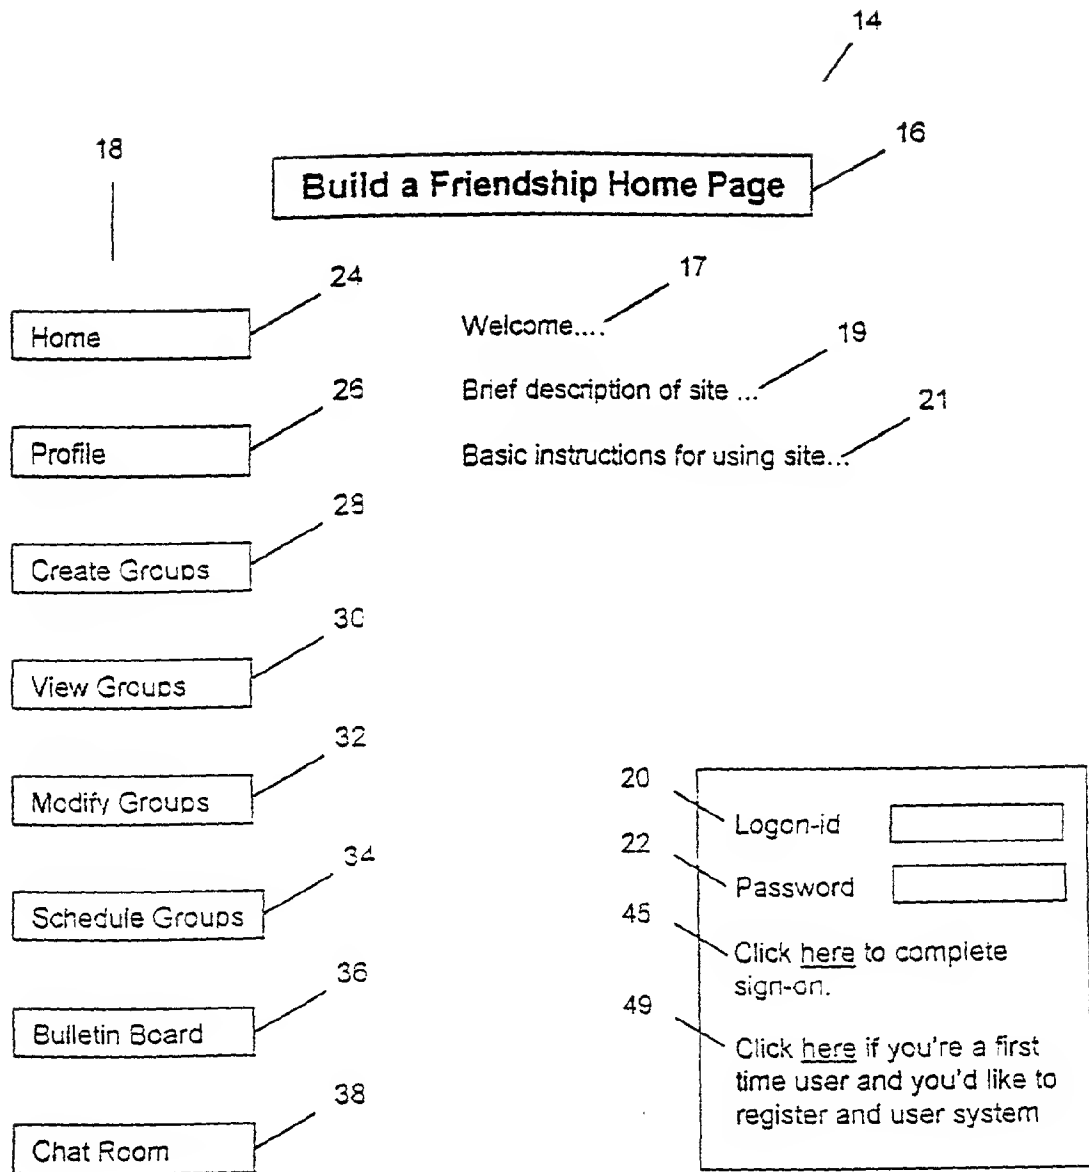 14
18
16
Build a Friendship Home Page
24
17
Home
Welcome....
19
26
Brief description of site ...
21
Profile
Basic instructions for using site...
28
Create Groups
30
View Groups
32
20
Modify Groups
Logon-id
22
34
Password
45
Schedule Groups
Click here to complete
sign-on.
36
49
Bulletin Board
Click here if you're a first
time user and you'd like to
register and user system
38
Chat Room